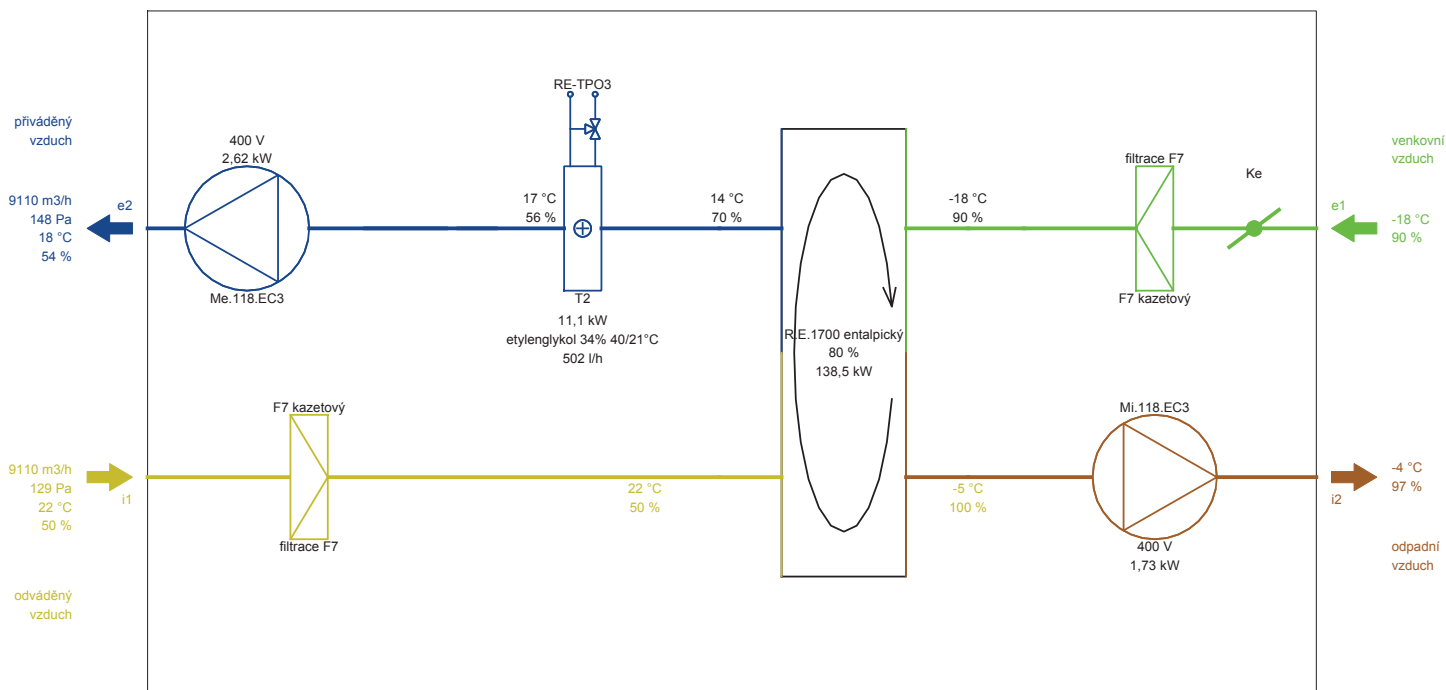 RE-TPO3
přiváděný
vzduch
400 V
2,62 kW
9110 m3/h
148 Pa
18 °C
54 %
e2
Me.118.EC3
17 °C
56 %
T2
11,1 kW
etylenglykol 34% 40/21°C
502 l/h
14 °C
70 %
-18 °C
90 %
filtrace F7
F7 kazetový
Ke
venkovní
vzduch
e1
-18 °C
90 %
R.E.1700 entalpický
80 %
138,5 kW
F7 kazetový
filtrace F7
9110 m3/h
129 Pa
22 °C
50 %
i1
odváděný
vzduch
22 °C
50 %
-5 °C
100 %
Mi.118.EC3
400 V
1,73 kW
-4 °C
97 %
i2
odpadní
vzduch